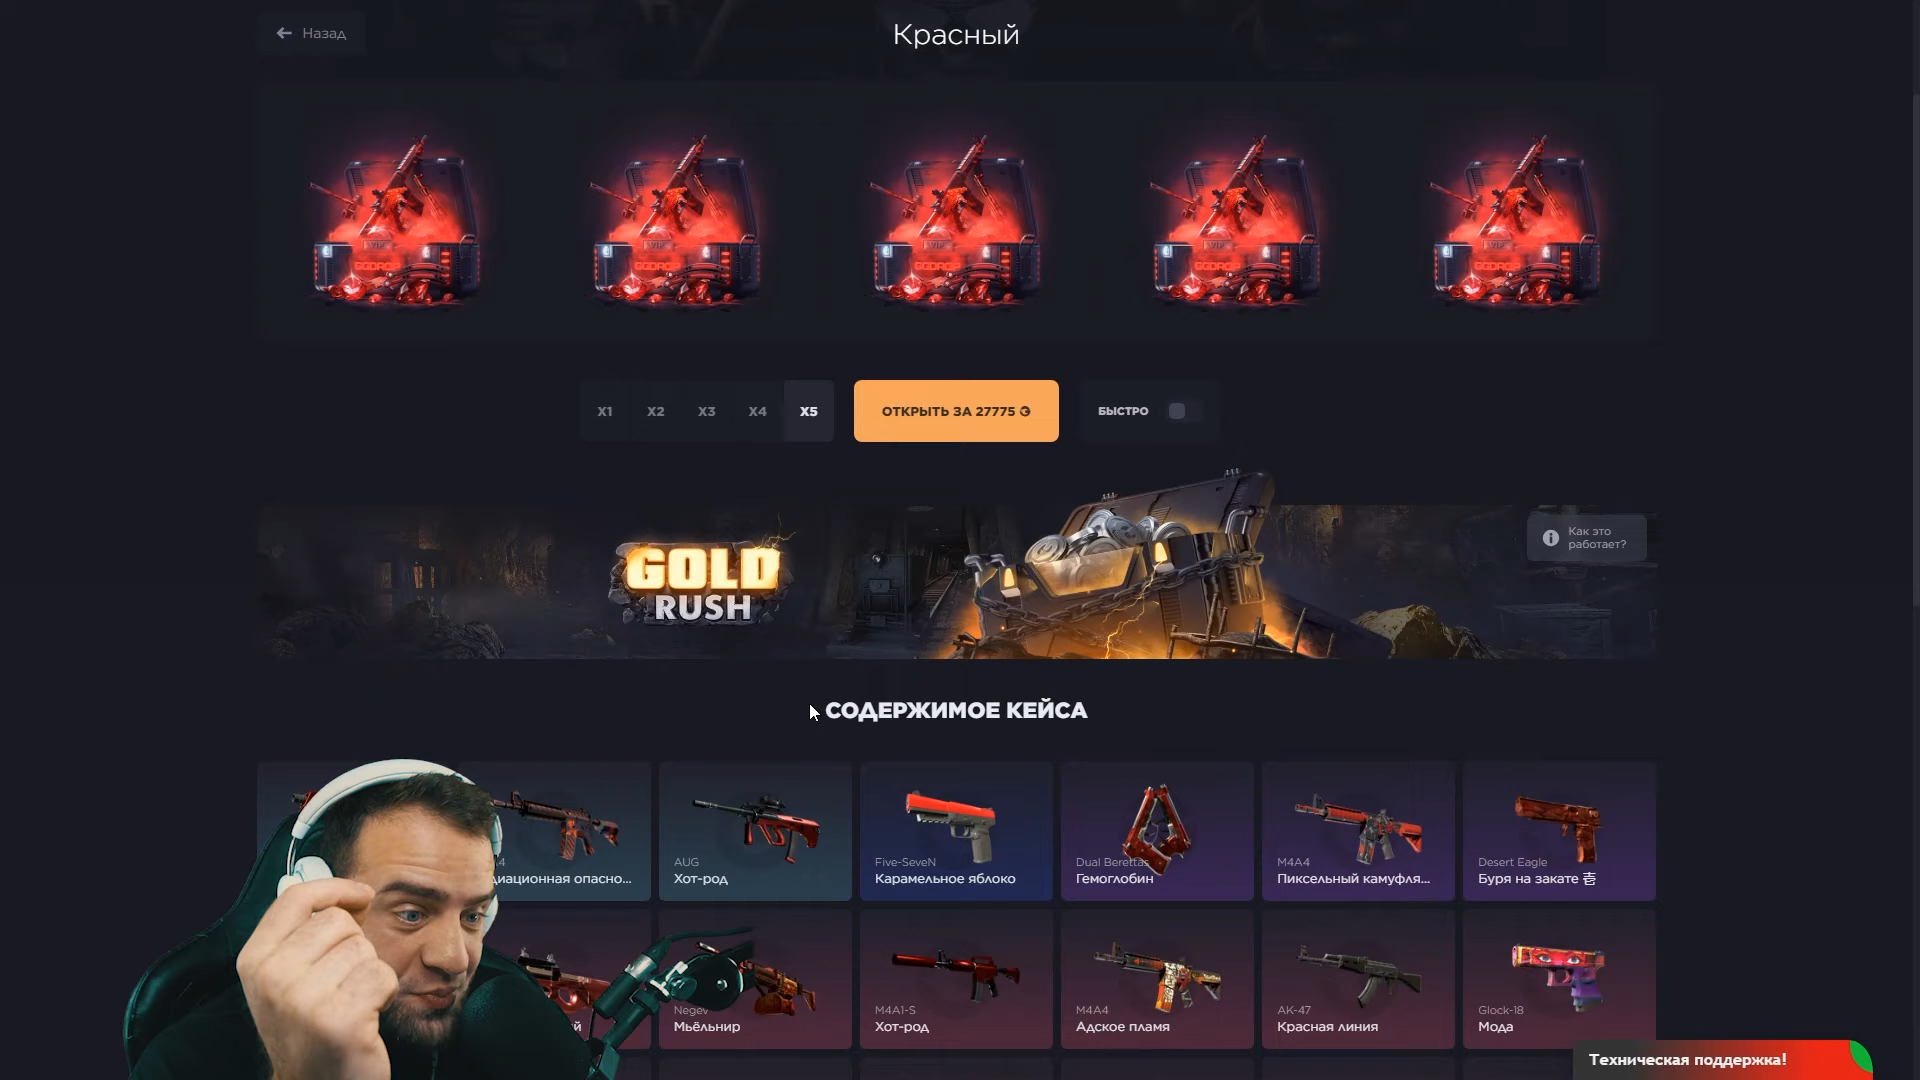 Назад
Красный
X1 X2 X3 X4 X5
ОТКРЫТЬ ЗА 27775
БЫСТРО
GOLD
RUSH
Как это
работает?
СОДЕРЖИМОЕ КЕЙСА
AUG
Хот-род
Five-SeveN
Карамельное яблоко
Dual Berettas
Гемоглобин
M4A4
Пиксельный камуфля...
Desert Eagle
Буря на закате 壱
Negev
Мьёльнир
M4A1-S
Хот-род
M4A4
Адское пламя
AK-47
Красная линия
Glock-18
Мода
Техническая поддержка!